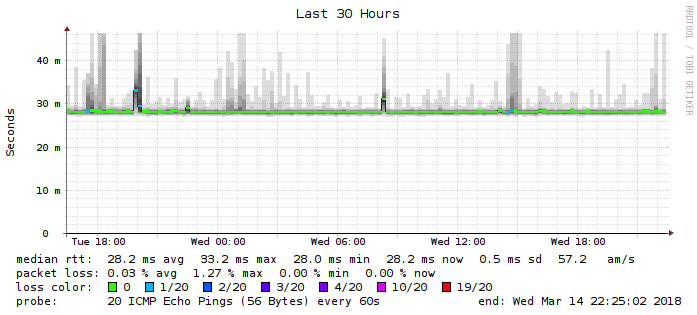 Last 30 Hours
RRDTOOL / TOBI OETIKER
Seconds
40 m
30 m
20 m
10 m
0
Tue 18:00 Wed 00:00 Wed 06:00 Wed 12:00 Wed 18:00
median rtt: 28.2 ms avg 33.2 ms max 28.0 ms min 28.2 ms now 0.5 ms sd 57.2 am/s
packet loss: 0.03 % avg 1.27 % max 0.00 % min 0.00 % now
loss color: 0 1/20 2/20 3/20 4/20 10/20 19/20
probe: 20 ICMP Echo Pings (56 Bytes) every 60s end: Wed Mar 14 22:25:02 2018